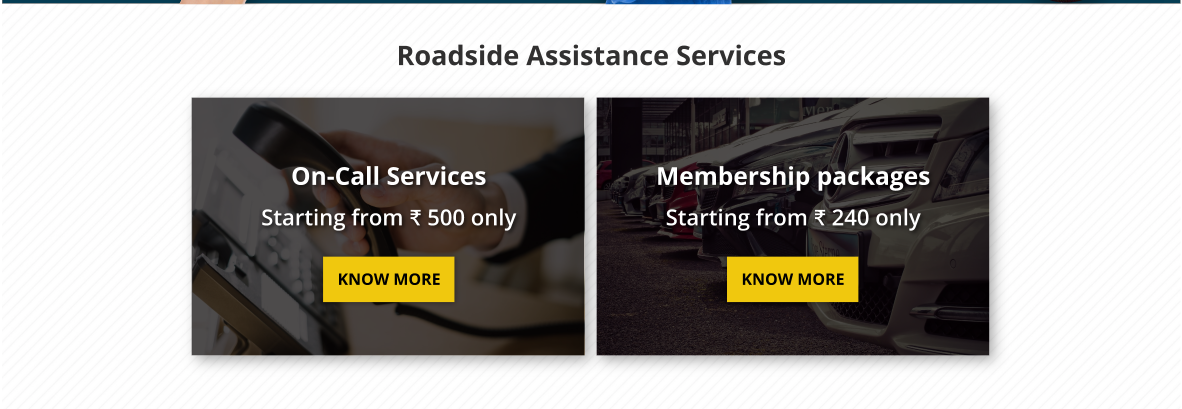 Roadside Assistance Services
On-Call Services
Starting from ₹ 500 only
KNOW MORE
Membership packages
Starting from ₹ 240 only
KNOW MORE